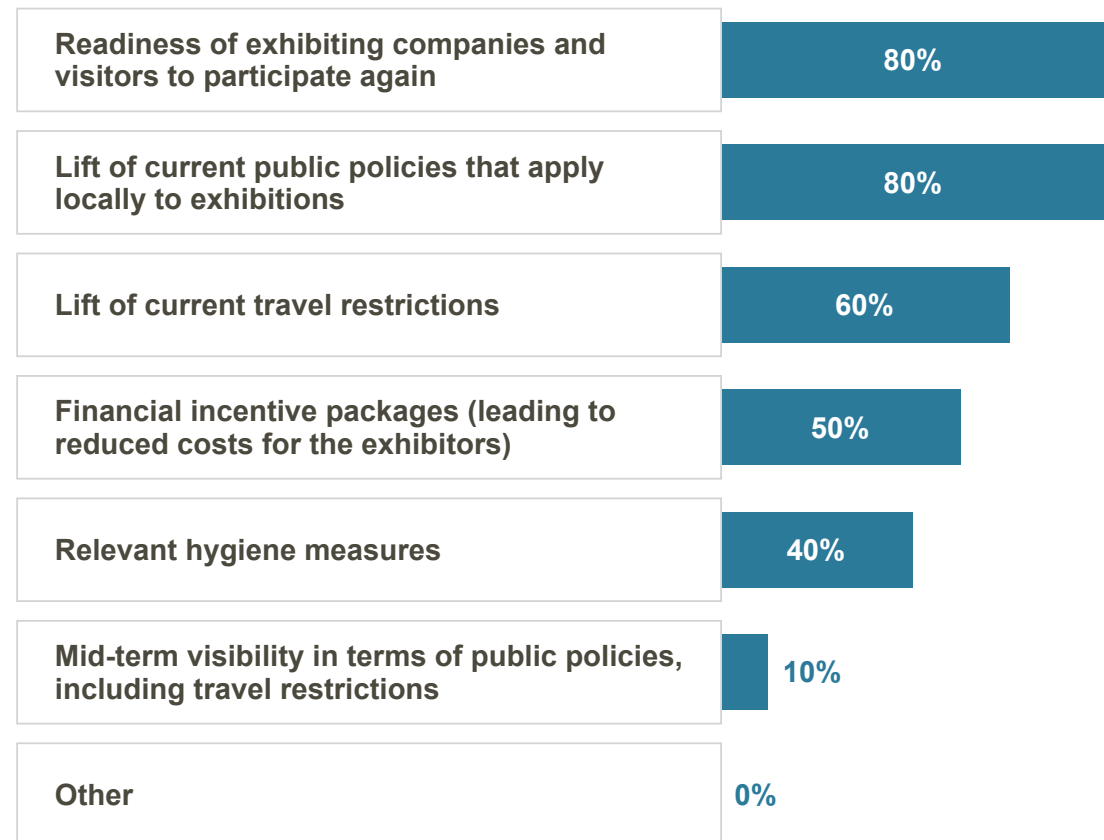 Readiness of exhibiting companies and
visitors to participate again
80%
Lift of current public policies that apply
locally to exhibitions
80%
Lift of current travel restrictions
60%
Financial incentive packages (leading to
reduced costs for the exhibitors)
50%
Relevant hygiene measures
40%
Mid-term visibility in terms of public policies,
including travel restrictions
10%
Other
0%